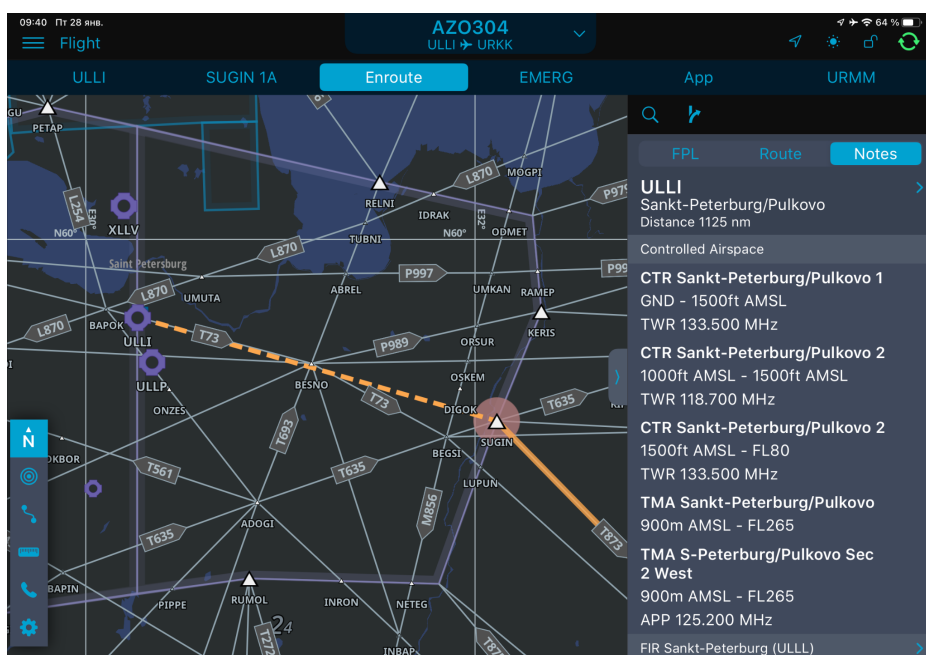 09:40 Пт 28 янв.
64 %
Flight
AZO304
ULLI ✈ URKK
ULLI
SUGIN 1A
Enroute
EMERG
App
URMM
GU
PETAP
L254
E30°
N60°
XLLV
Saint Petersburg
L870
RELNI
TUBNI
IDRAK
E32°
N60°
L870
MOGPI
ODMET
P979
L870
UMUTA
ABREL
P997
UMKAN
RAMEP
P99
L870
BAPOK
ULLI
T73
P989
ORSUR
KERIS
ULLP
BESNO
OSKEM
ONZES
T73
DIGOK
T635
SUGIN
T693
BEGSI
OKBOR
T561
T635
LUPUN
M856
ADOGI
T635
T873
BAPIN
PIPPE
RUMOL
INRON
NETEG
24
T272
INBAP
T87
N
FPL
Route
Notes
ULLI
Sankt-Peterburg/Pulkovo
Distance 1125 nm
Controlled Airspace
CTR Sankt-Peterburg/Pulkovo 1
GND - 1500ft AMSL
TWR 133.500 MHz
CTR Sankt-Peterburg/Pulkovo 2
1000ft AMSL - 1500ft AMSL
TWR 118.700 MHz
CTR Sankt-Peterburg/Pulkovo 2
1500ft AMSL - FL80
TWR 133.500 MHz
TMA Sankt-Peterburg/Pulkovo
900m AMSL - FL265
TMA S-Peterburg/Pulkovo Sec
2 West
900m AMSL - FL265
APP 125.200 MHz
FIR Sankt-Peterburg (ULLL)